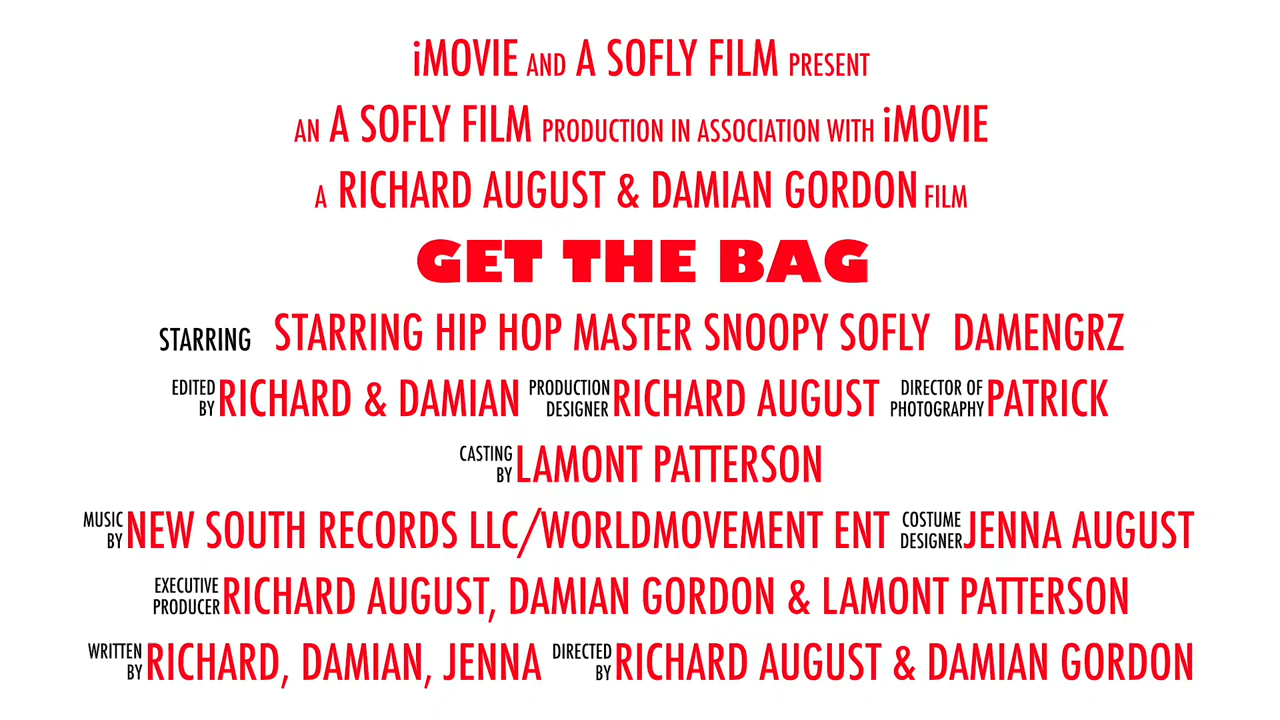 iMOVIE AND A SOFLY FILM PRESENT
AN A SOFLY FILM PRODUCTION IN ASSOCIATION WITH iMOVIE
A RICHARD AUGUST & DAMIAN GORDON FILM
GET THE BAG
STARRING STARRING HIP HOP MASTER SNOOPY SOFLY DAMENGRZ
EDITED BY RICHARD & DAMIAN PRODUCTION DESIGNER RICHARD AUGUST DIRECTOR OF PHOTOGRAPHY PATRICK
CASTING BY LAMONT PATTERSON
MUSIC BY NEW SOUTH RECORDS LLC/WORLDMOVEMENT ENT COSTUME DESIGNER JENNA AUGUST
EXECUTIVE PRODUCER RICHARD AUGUST, DAMIAN GORDON & LAMONT PATTERSON
WRITTEN BY RICHARD, DAMIAN, JENNA DIRECTED BY RICHARD AUGUST & DAMIAN GORDON